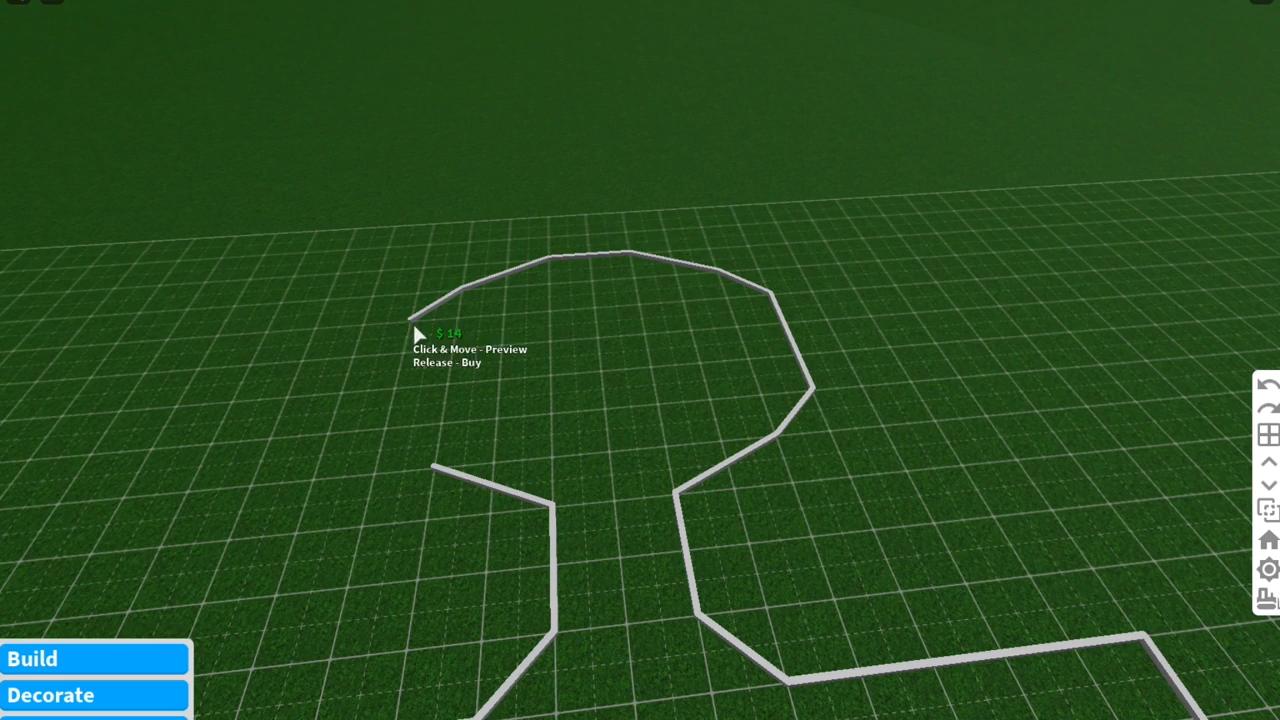 - $ 14
Click & Move - Preview
Release - Buy
Build
Decorate